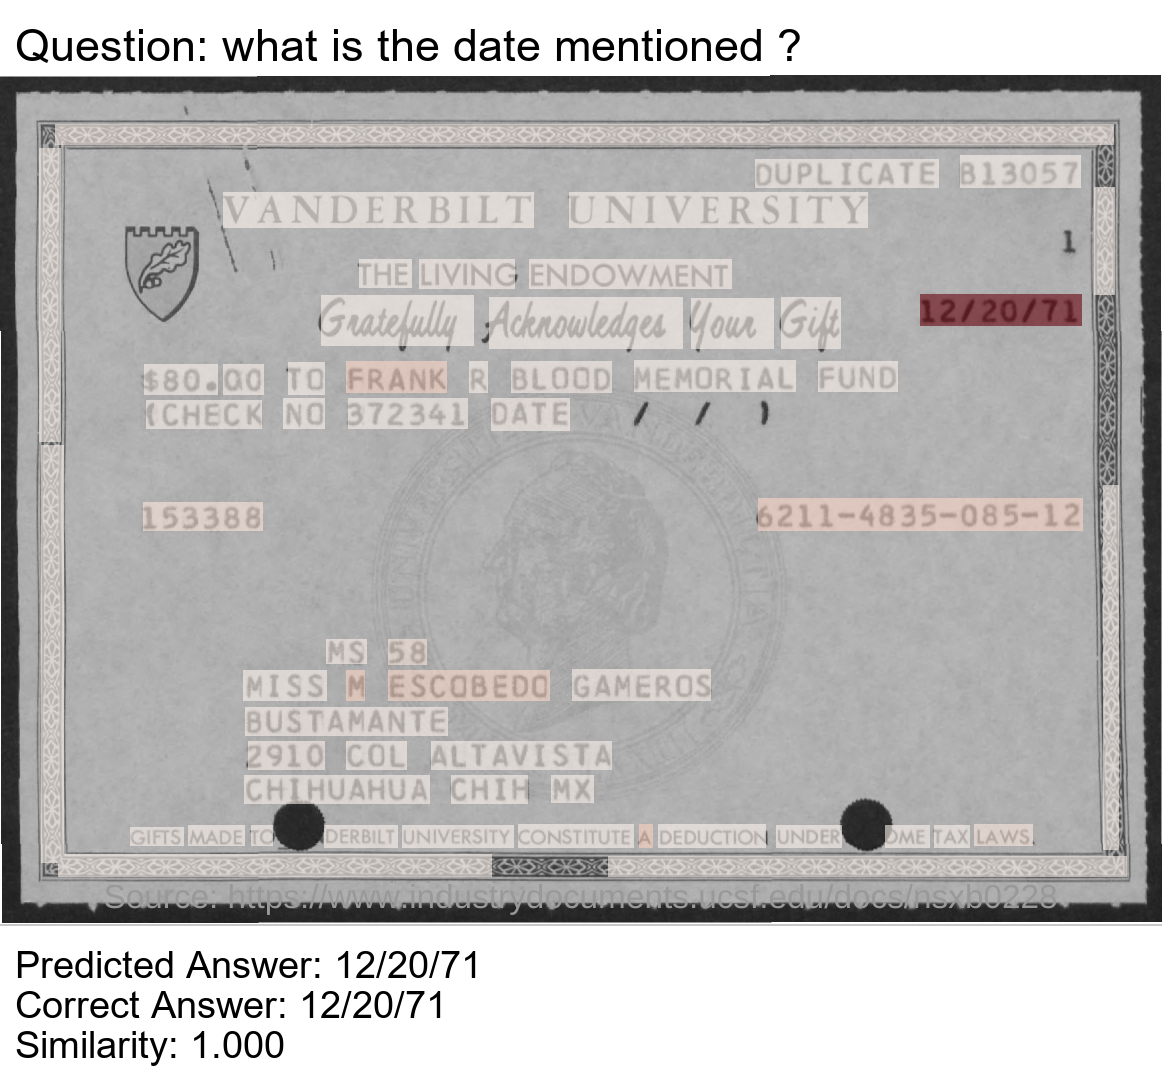 Question: what is the date mentioned ?
DUPLICATE B13057
VANDERBILT UNIVERSITY
1
THE LIVING ENDOWMENT
Gratefully Acknowledges Your Gift
12/20/71
$80.00 TO FRANK R BLOOD MEMORIAL FUND
(CHECK NO 372341 DATE / / )
153388 6211-4835-085-12
MS 58
MISS M ESCOBEDO GAMEROS
BUSTAMANTE
2910 COL ALTAVISTA
CHIHUAHUA CHIH MX
GIFTS MADE TO DERBILT UNIVERSITY CONSTITUTE A DEDUCTION UNDER OME TAX LAWS.
Source: https://www.industrydocuments.ucsf.edu/docs/nsxb0228
Predicted Answer: 12/20/71
Correct Answer: 12/20/71
Similarity: 1.000